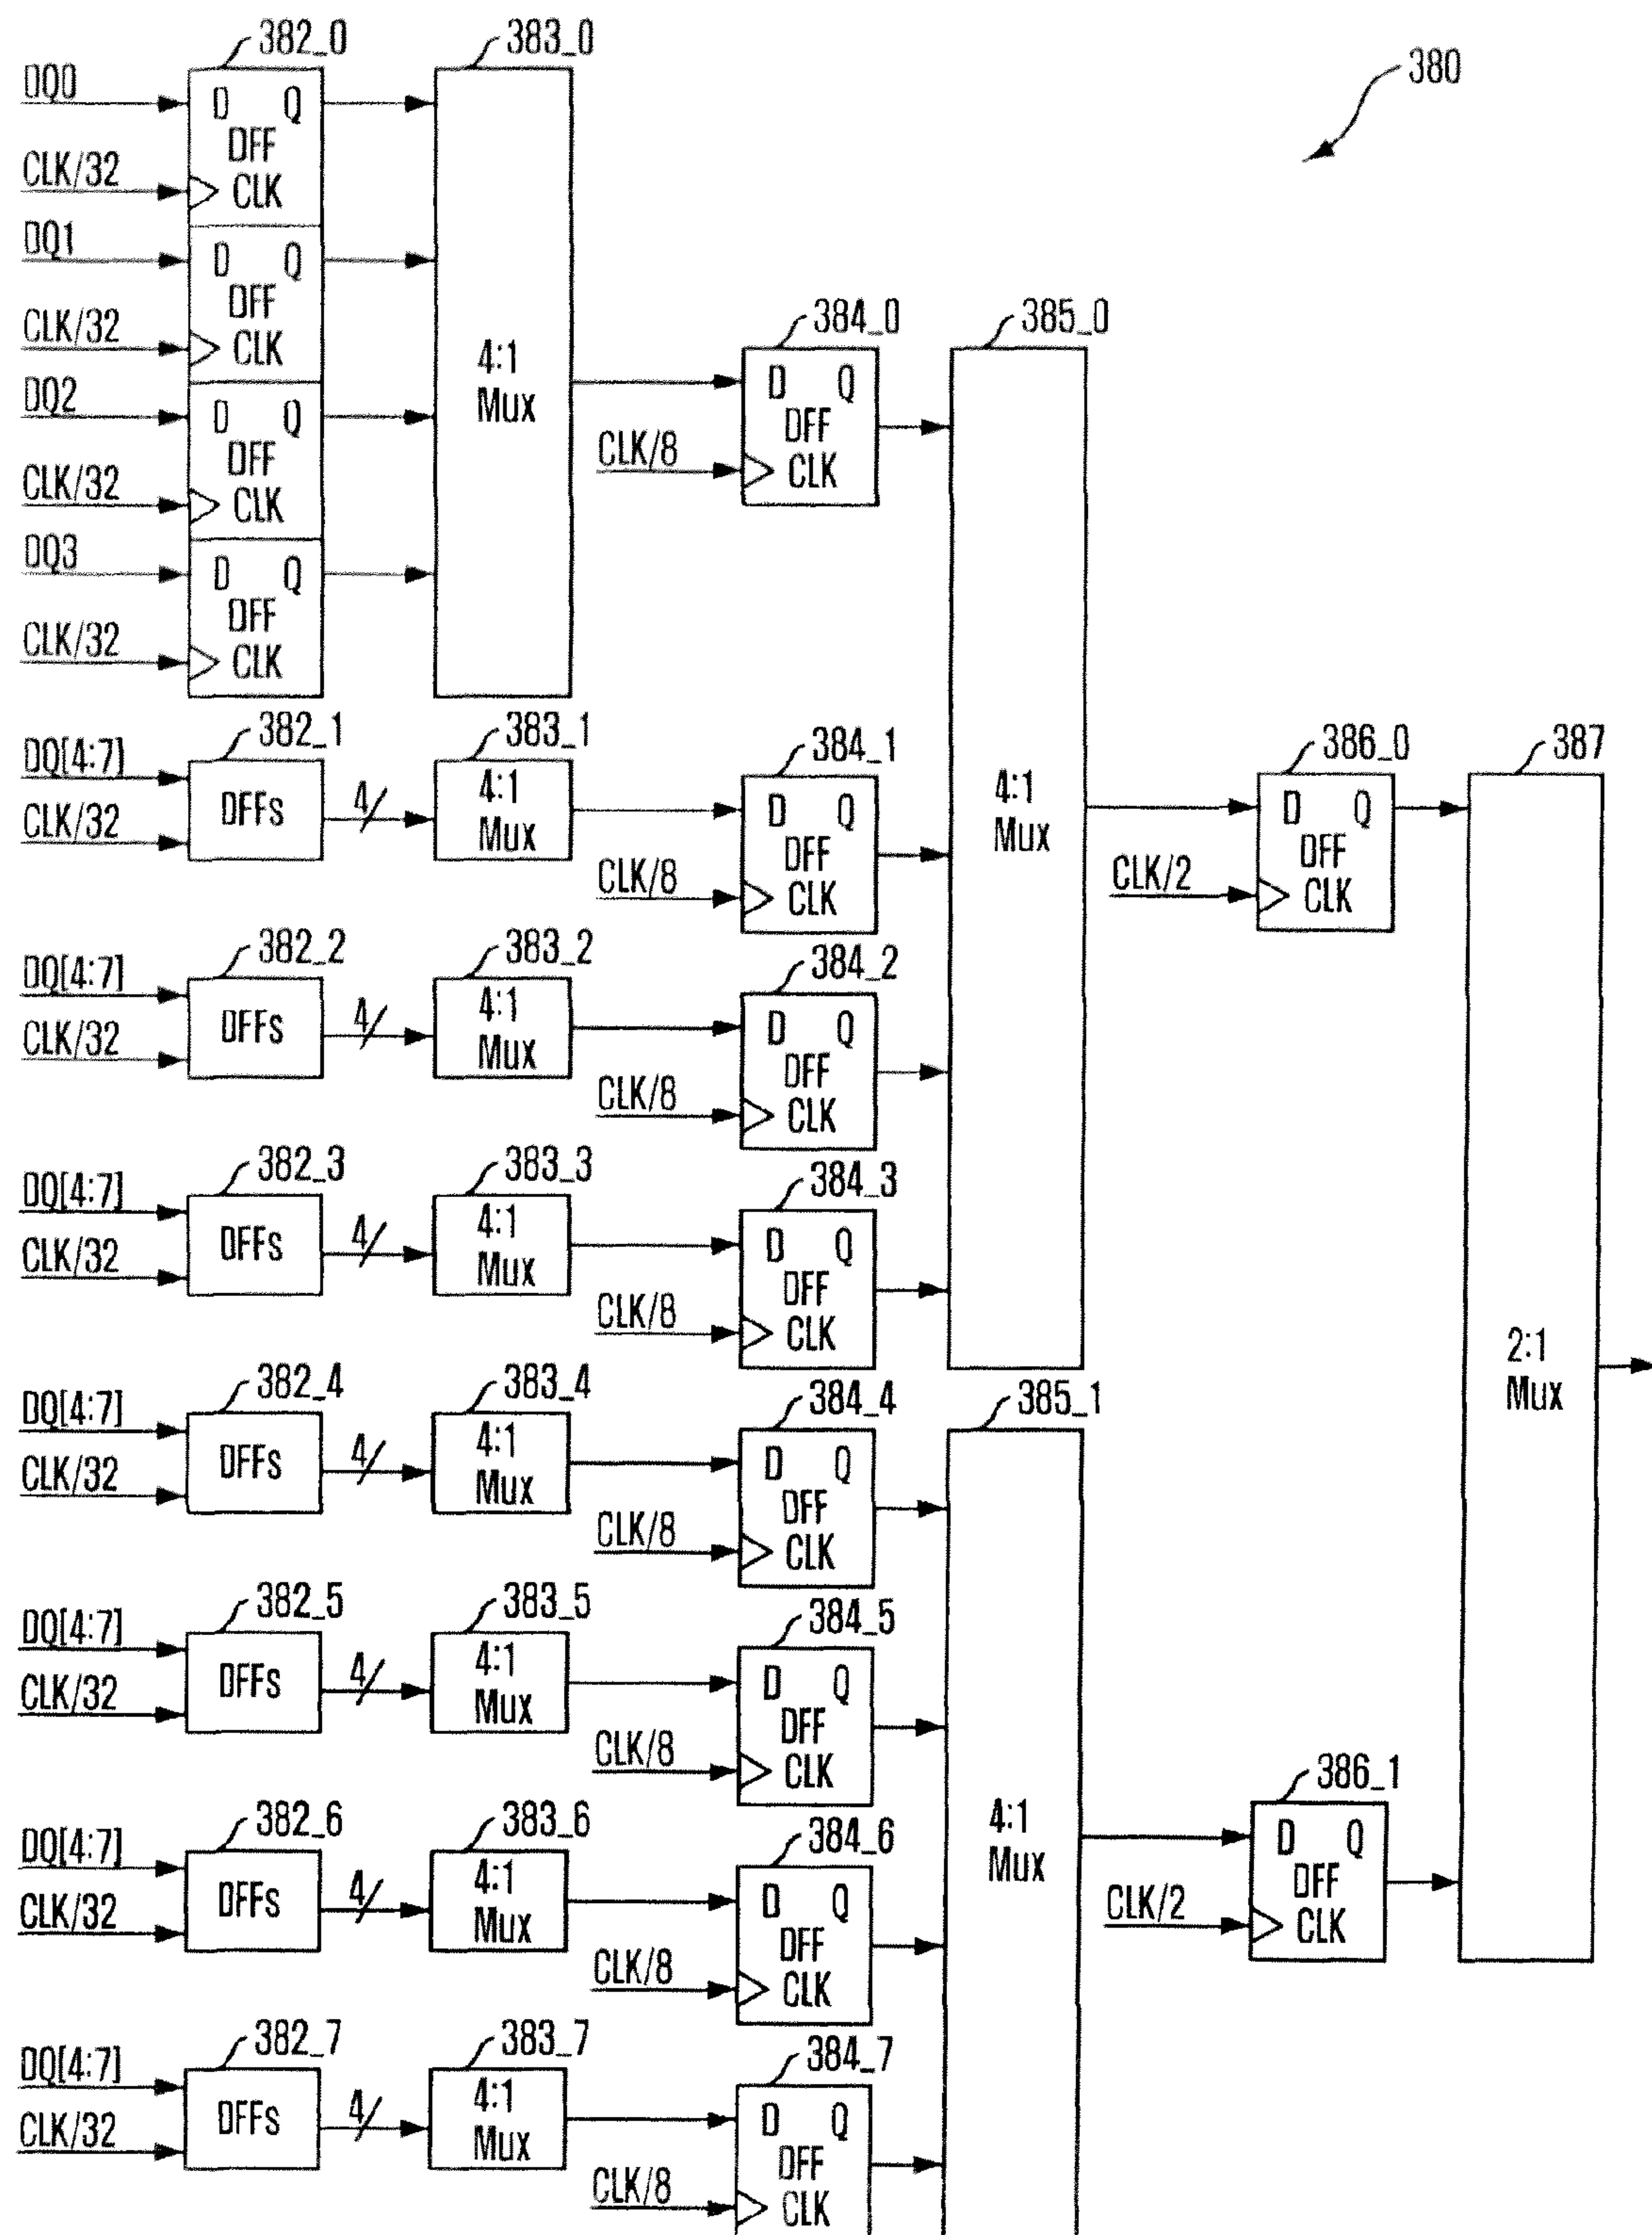 382_0
383_0
380
DQ0
D Q
DFF
CLK/32
CLK
DQ1
D Q
DFF
CLK/32
CLK
384_0
385_0
4:1
Mux
DQ2
D Q
D Q
DFF
DFF
CLK/8
CLK
CLK/32
CLK
DQ3
D Q
DFF
CLK/32
CLK
382_1
383_1
384_1
386_0
387
DQ[4:7]
4:1
Mux
DFFs
4
CLK/32
D Q
DFF
CLK/8
CLK
4:1
Mux
D Q
DFF
CLK/2
CLK
382_2
383_2
384_2
DQ[4:7]
4:1
Mux
DFFs
4
CLK/32
D Q
DFF
CLK/8
CLK
382_3
383_3
384_3
DQ[4:7]
4:1
Mux
DFFs
4
CLK/32
D Q
DFF
CLK/8
CLK
2:1
Mux
382_4
383_4
384_4
385_1
DQ[4:7]
4:1
Mux
DFFs
4
CLK/32
D Q
DFF
CLK/8
CLK
382_5
383_5
384_5
DQ[4:7]
4:1
Mux
DFFs
4
CLK/32
D Q
DFF
CLK/8
CLK
4:1
Mux
386_1
D Q
DFF
CLK/2
CLK
382_6
383_6
384_6
DQ[4:7]
4:1
Mux
DFFs
4
CLK/32
D Q
DFF
CLK/8
CLK
382_7
383_7
384_7
DQ[4:7]
4:1
Mux
DFFs
4
CLK/32
D Q
DFF
CLK/8
CLK